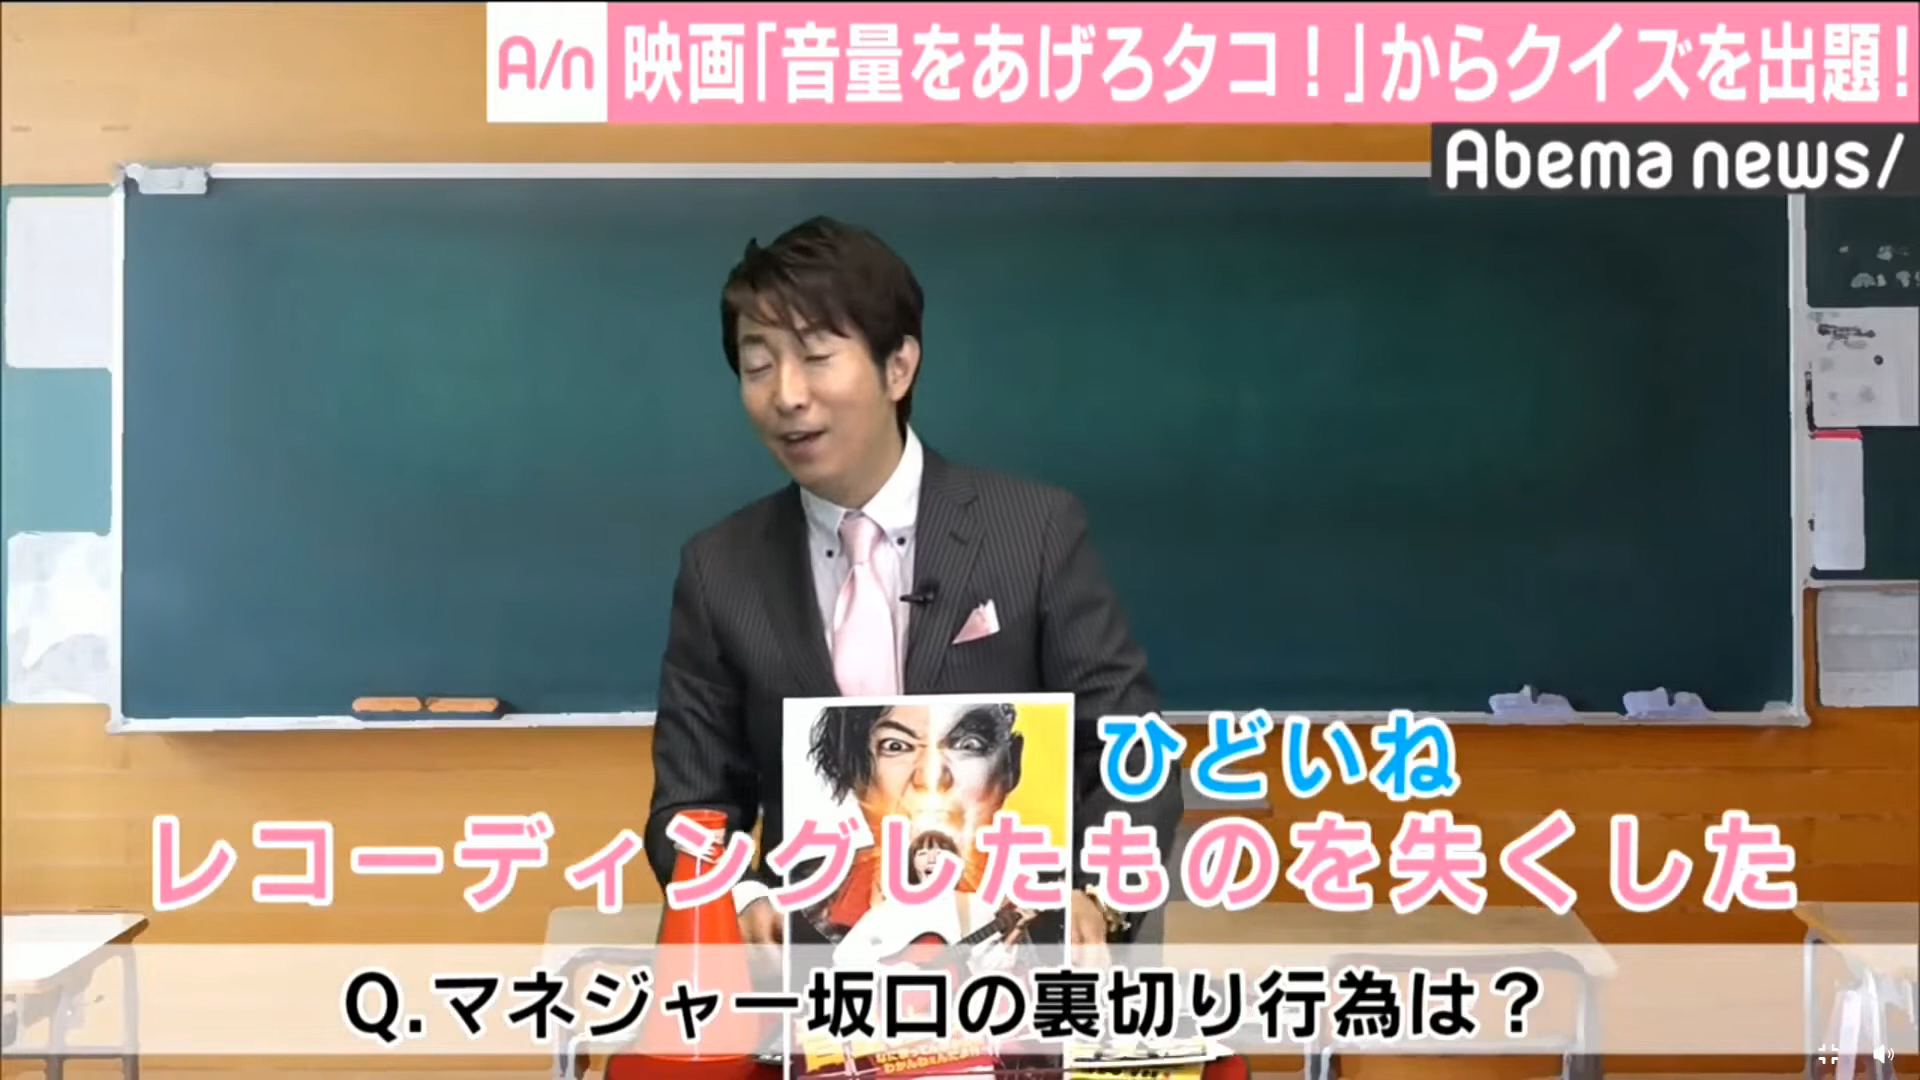 A/n
映画「音量をあげろタコ！」からクイズを出題！
Abema news/
ひどいね
レコーディングしたものを失くした
Q.マネジャー坂口の裏切り行為は？